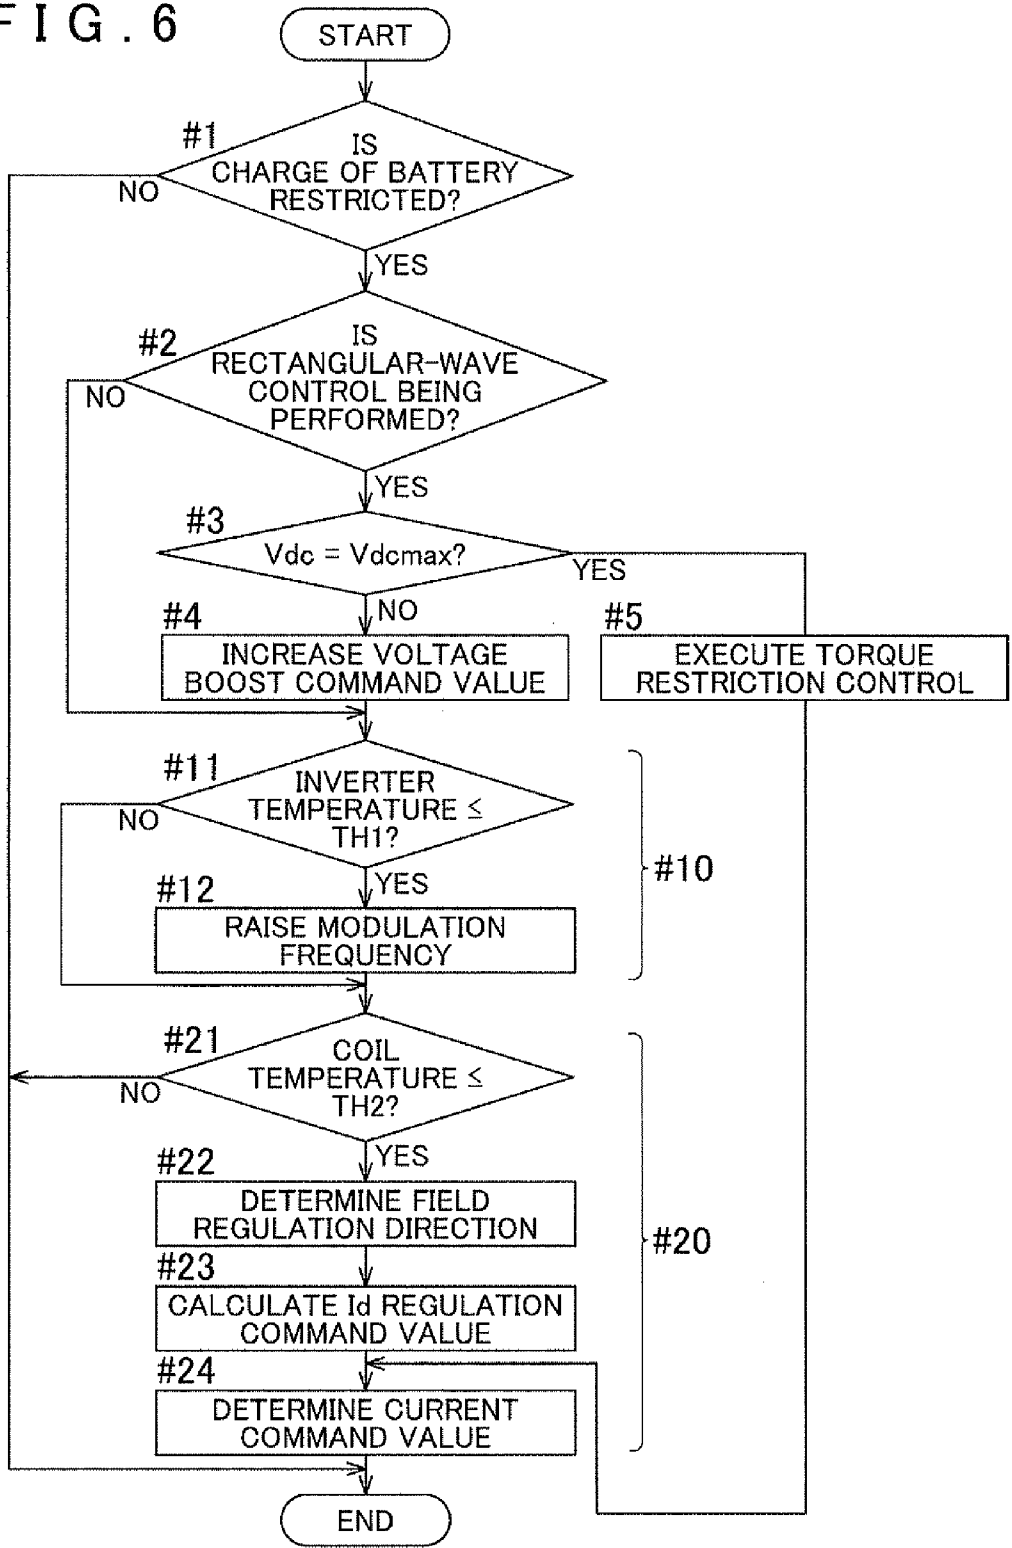 FIG.6
START
#1
IS
CHARGE OF BATTERY
RESTRICTED?
NO
YES
#2
IS
RECTANGULAR-WAVE
CONTROL BEING
PERFORMED?
NO
YES
#3
Vdc = Vdcmax?
YES
NO
#4
INCREASE VOLTAGE
BOOST COMMAND VALUE
#5
EXECUTE TORQUE
RESTRICTION CONTROL
#11
INVERTER
TEMPERATURE ≤
TH1?
NO
YES
#10
#12
RAISE MODULATION
FREQUENCY
#21
COIL
TEMPERATURE ≤
TH2?
NO
YES
#22
DETERMINE FIELD
REGULATION DIRECTION
#20
#23
CALCULATE Id REGULATION
COMMAND VALUE
#24
DETERMINE CURRENT
COMMAND VALUE
END